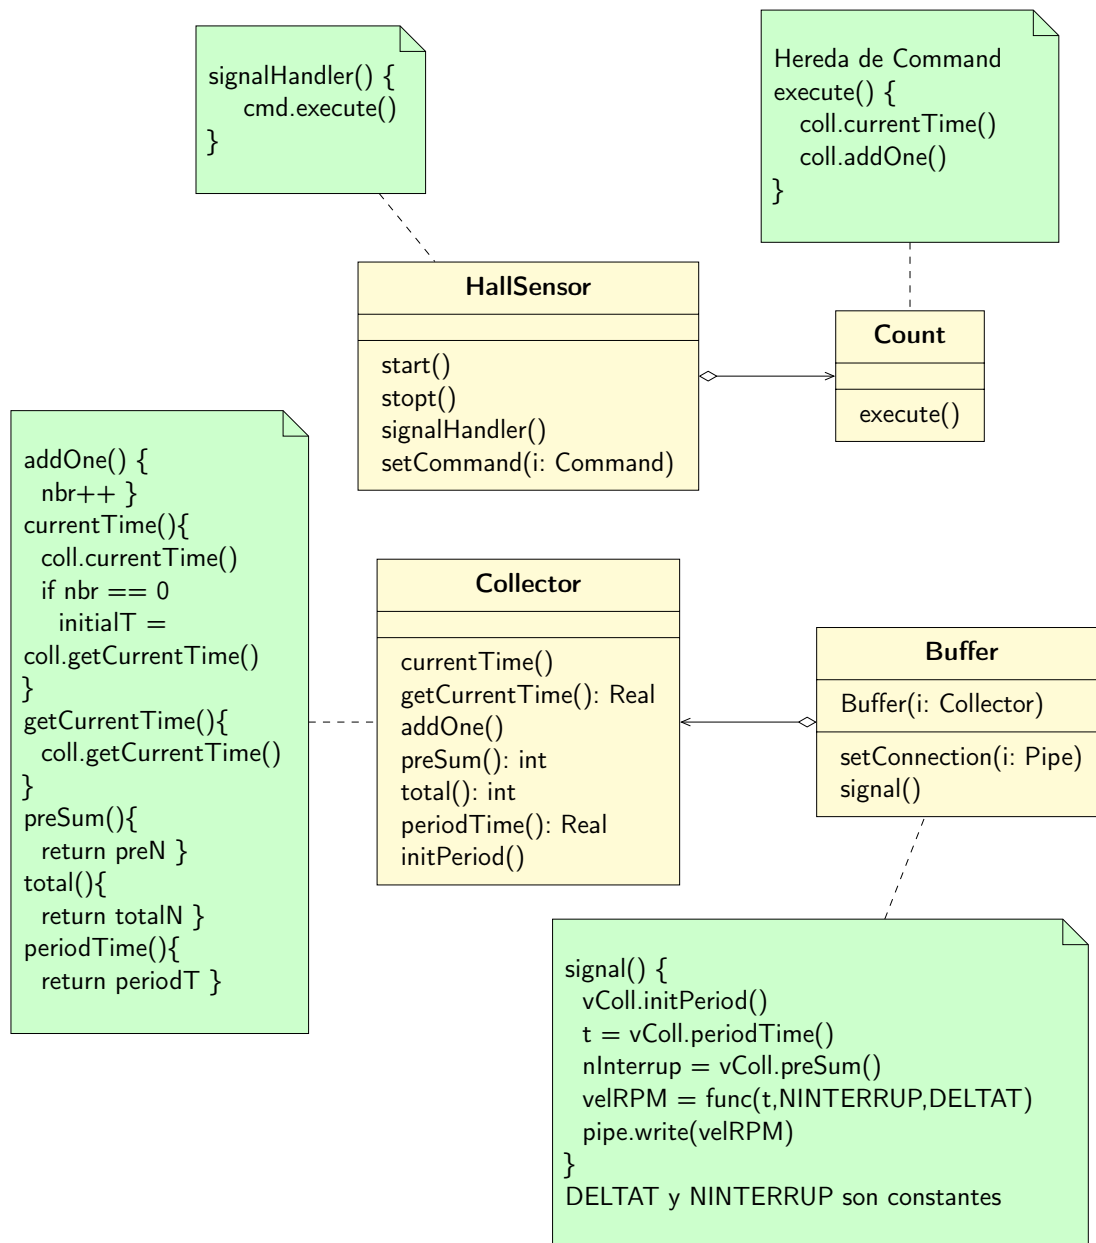 signalHandler() {
cmd.execute()
}
Hereda de Command
execute() {
coll.currentTime()
coll.addOne()
}
HallSensor
start()
stopt()
signalHandler()
setCommand(i: Command)
Count
execute()
addOne() {
nbr++ }
currentTime(){
coll.currentTime()
if nbr == 0
initialT =
coll.getCurrentTime()
}
getCurrentTime(){
coll.getCurrentTime()
}
preSum(){
return preN }
total(){
return totalN }
periodTime(){
return periodT }
Collector
currentTime()
getCurrentTime(): Real
addOne()
preSum(): int
total(): int
periodTime(): Real
initPeriod()
Buffer
Buffer(i: Collector)
setConnection(i: Pipe)
signal()
signal() {
vColl.initPeriod()
t = vColl.periodTime()
nInterrup = vColl.preSum()
velRPM = func(t,NINTERRUP,DELTAT)
pipe.write(velRPM)
}
DELTAT y NINTERRUP son constantes